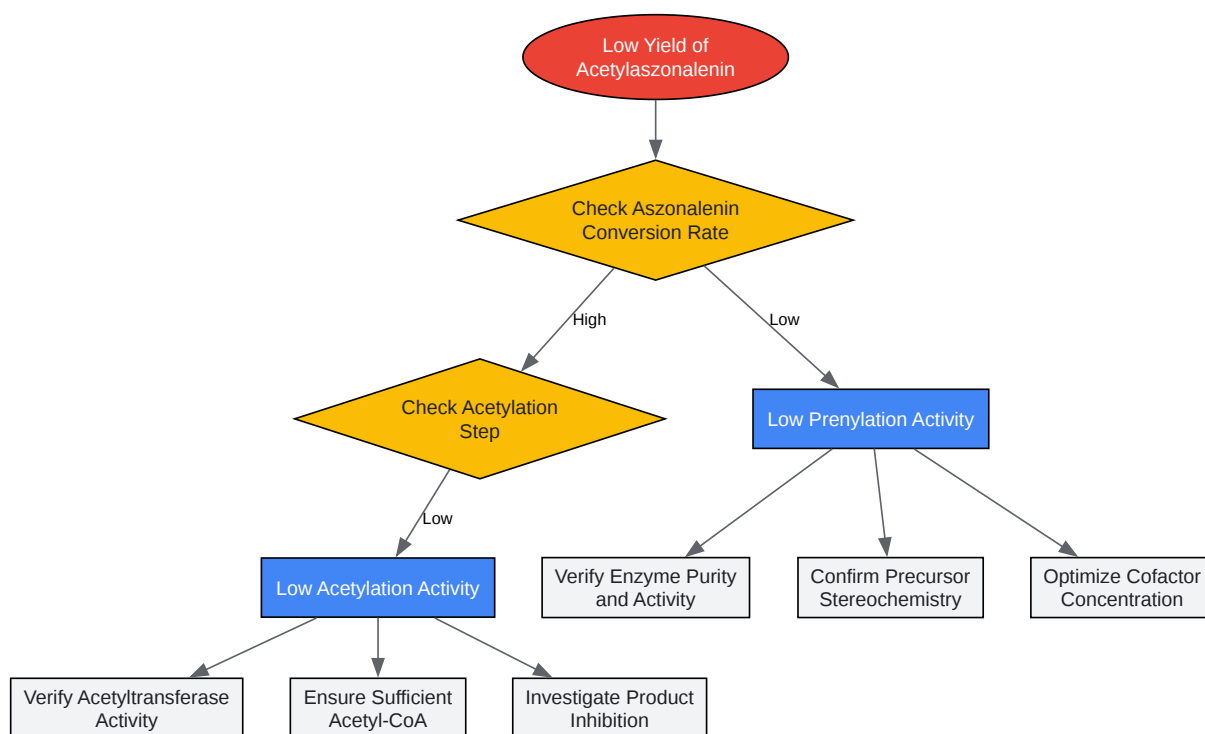 Low Yield of
Acetylaszonalenin
Check Aszonalenin
Conversion Rate
High
Low
Check Acetylation
Step
Low Prenylation Activity
Low
Low Acetylation Activity
Verify Enzyme Purity
and Activity
Confirm Precursor
Stereochemistry
Optimize Cofactor
Concentration
Verify Acetyltransferase
Activity
Ensure Sufficient
Acetyl-CoA
Investigate Product
Inhibition